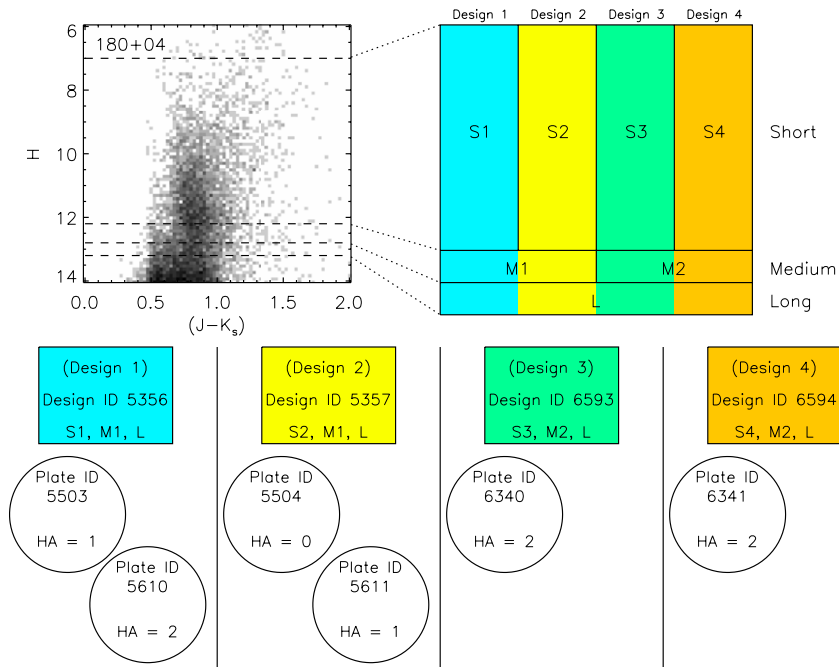 180+04
6
8
10
12
14
H
0.0 0.5 1.0 1.5 2.0
(J−Ks)
Design 1 Design 2 Design 3 Design 4
S1 S2 S3 S4 Short
M1 M2 Medium
L Long
(Design 1)
Design ID 5356
S1, M1, L
(Design 2)
Design ID 5357
S2, M1, L
(Design 3)
Design ID 6593
S3, M2, L
(Design 4)
Design ID 6594
S4, M2, L
Plate ID
5503
HA = 1
Plate ID
5610
HA = 2
Plate ID
5504
HA = 0
Plate ID
5611
HA = 1
Plate ID
6340
HA = 2
Plate ID
6341
HA = 2